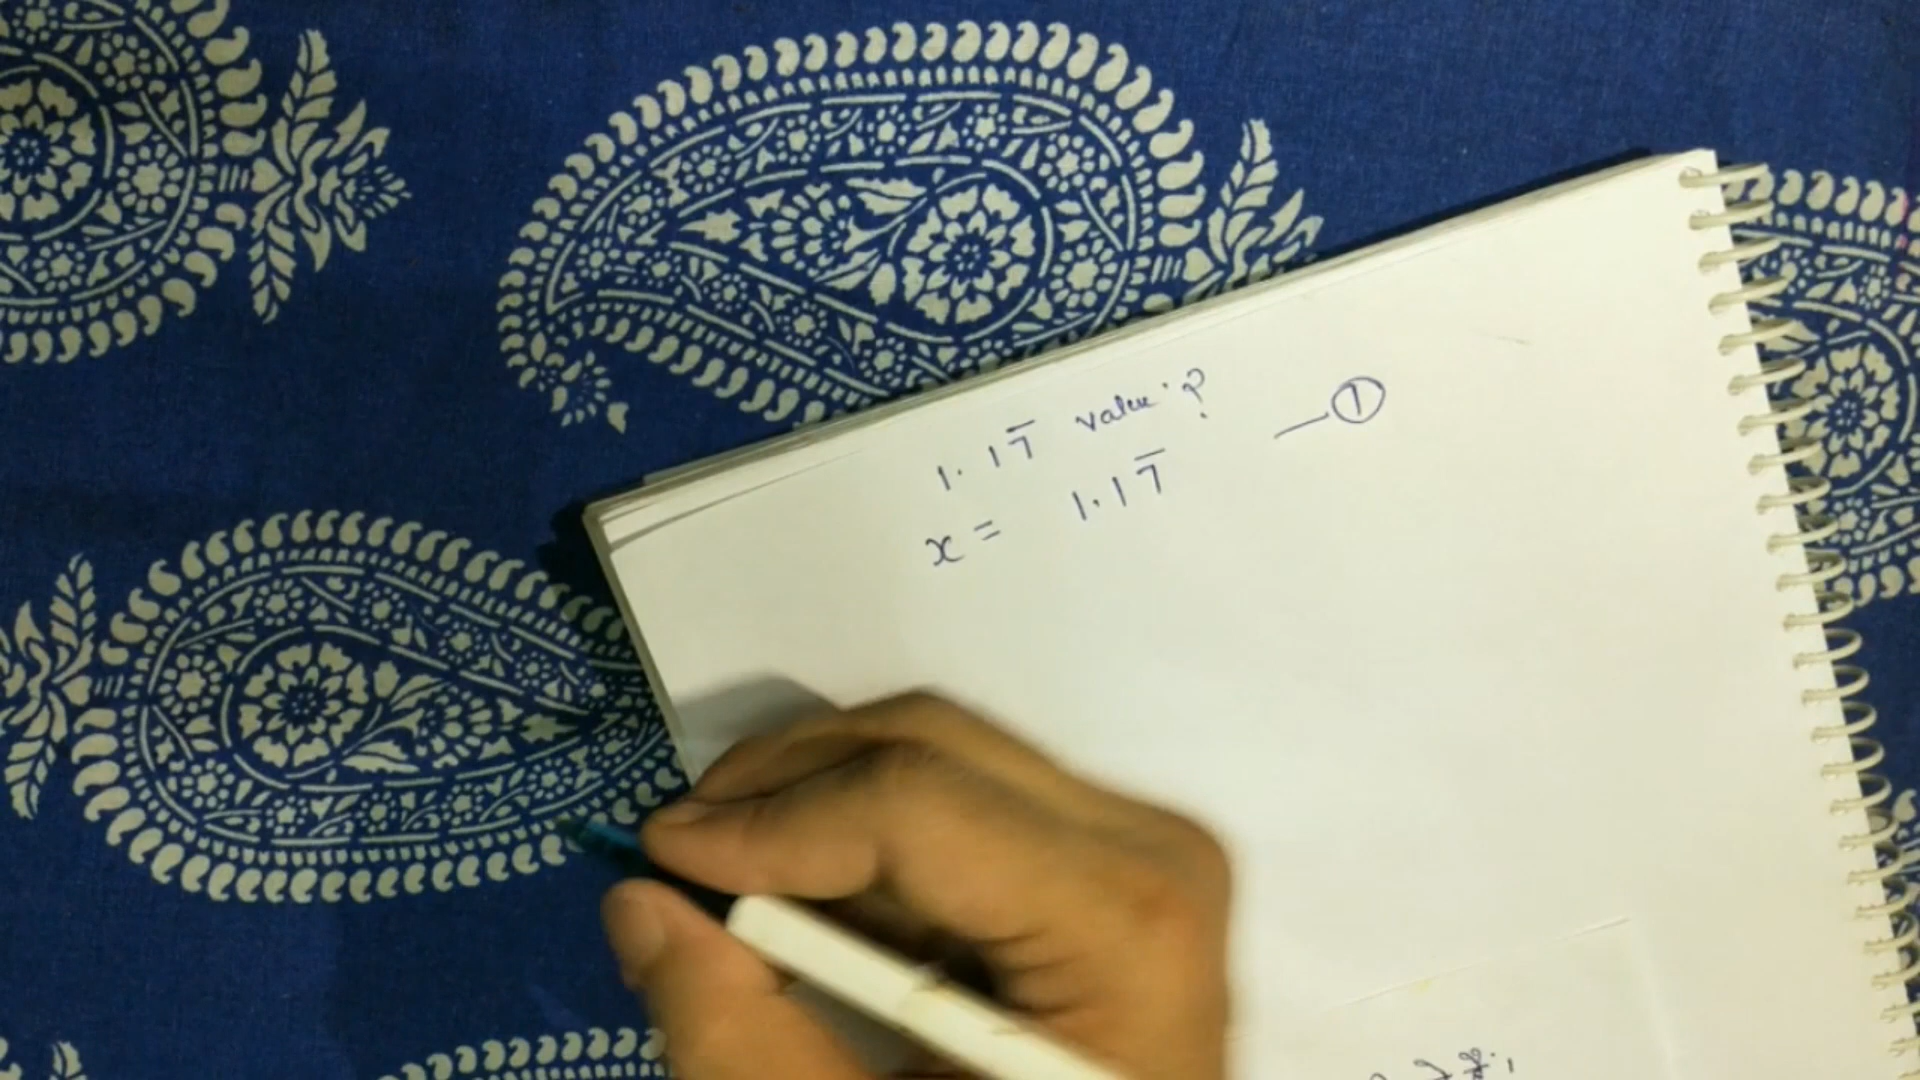 1.17̅ value ?
x = 1.17̅ — ①